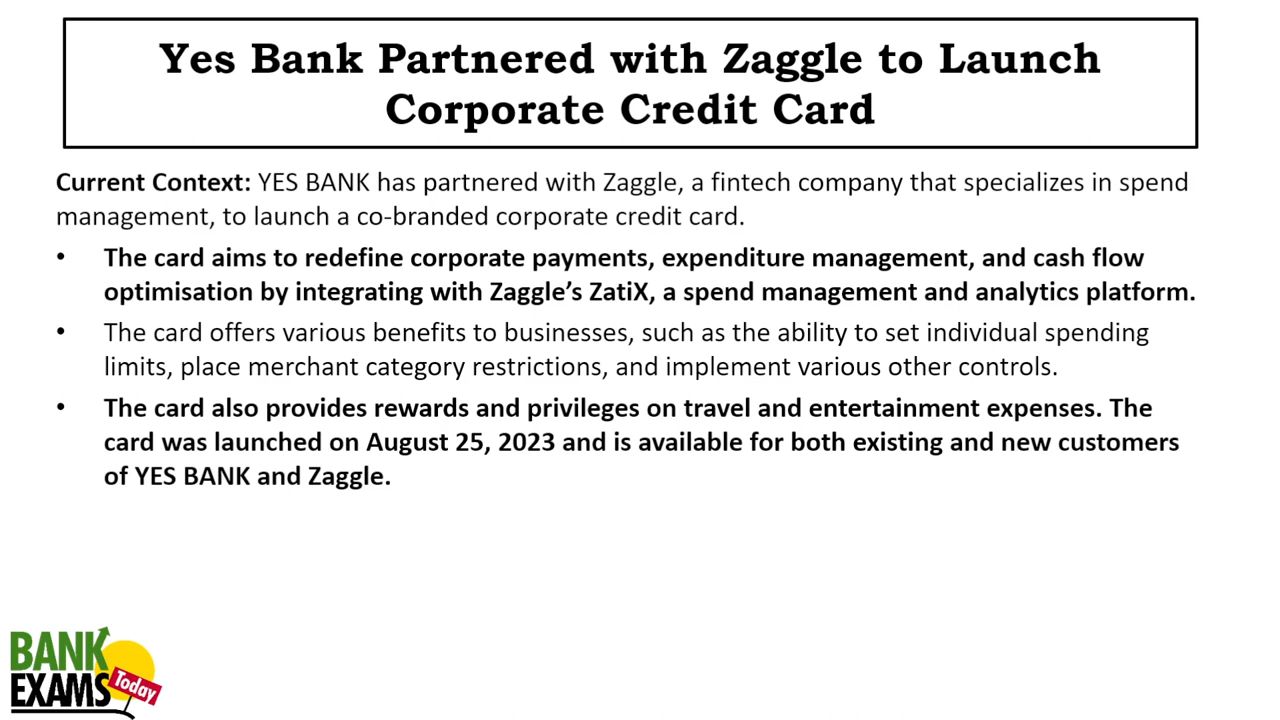 Yes Bank Partnered with Zaggle to Launch
Corporate Credit Card
Current Context: YES BANK has partnered with Zaggle, a fintech company that specializes in spend
management, to launch a co-branded corporate credit card.
• The card aims to redefine corporate payments, expenditure management, and cash flow
optimisation by integrating with Zaggle’s ZatiX, a spend management and analytics platform.
• The card offers various benefits to businesses, such as the ability to set individual spending
limits, place merchant category restrictions, and implement various other controls.
• The card also provides rewards and privileges on travel and entertainment expenses. The
card was launched on August 25, 2023 and is available for both existing and new customers
of YES BANK and Zaggle.
BANK
EXAMS
Today